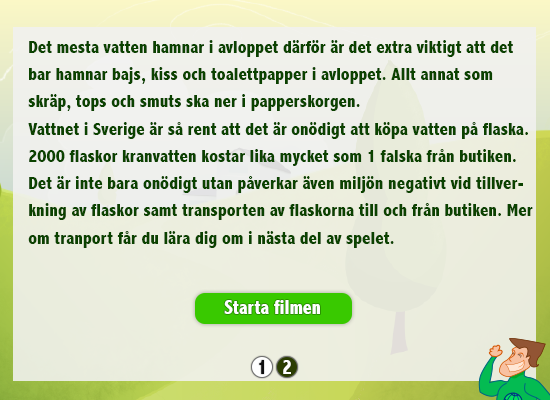 Det mesta vatten hamnar i avloppet därför är det extra viktigt att det
bar hamnar bajs, kiss och toalettpapper i avloppet. Allt annat som
skräp, tops och smuts ska ner i papperskorgen.
Vattnet i Sverige är så rent att det är onödigt att köpa vatten på flaska.
2000 flaskor kranvatten kostar lika mycket som 1 falska från butiken.
Det är inte bara onödigt utan påverkar även miljön negativt vid tillver-
kning av flaskor samt transporten av flaskorna till och från butiken. Mer
om tranport får du lära dig om i nästa del av spelet.
Starta filmen
1 2